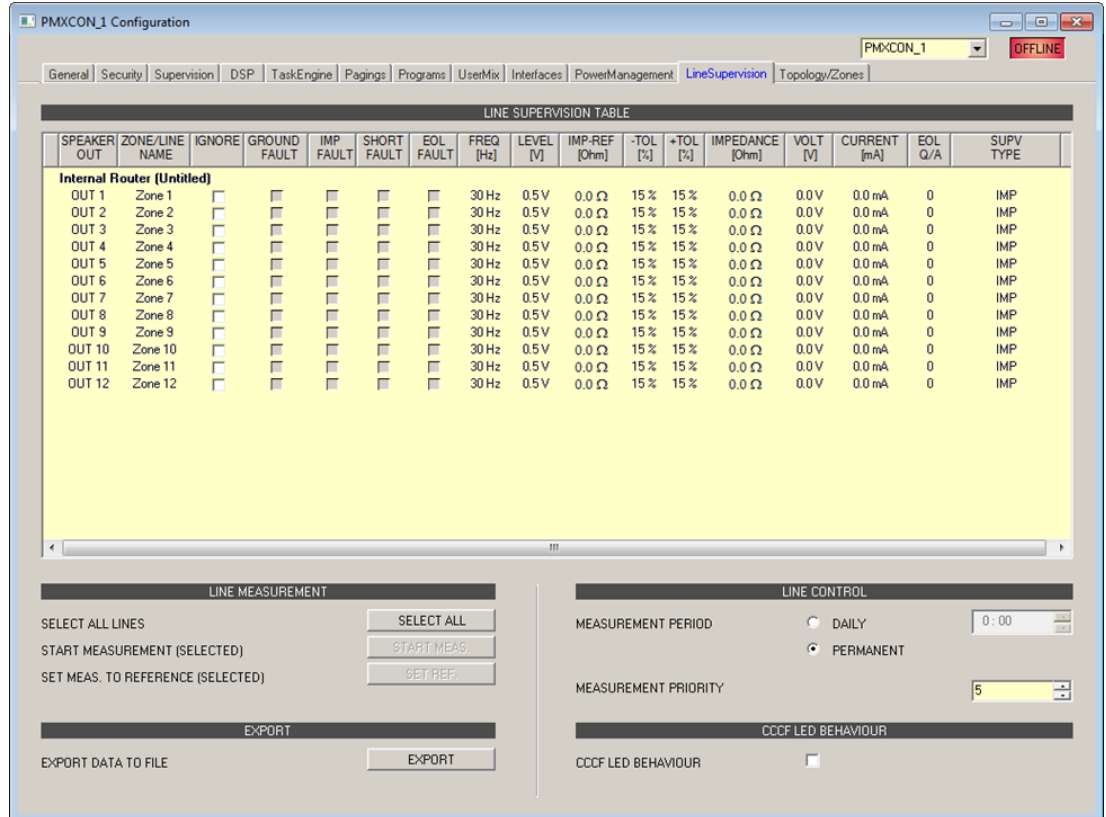 PMXCON_1 Configuration
PMXCON_1 OFFLINE
General Security Supervision DSP TaskEngine Pagings Programs UserMix Interfaces PowerManagement LineSupervision Topology/Zones
LINE SUPERVISION TABLE
SPEAKER OUT ZONE/LINE NAME IGNORE GROUND FAULT IMP FAULT SHORT FAULT EOL FAULT FREQ [Hz] LEVEL [V] IMP-REF [Ohm] -TOL [%] +TOL [%] IMPEDANCE [Ohm] VOLT [V] CURRENT [mA] EOL Q/A SUPV TYPE
Internal Router (Untitled)
OUT 1 Zone 1 30 Hz 0.5 V 0.0 Ω 15 % 15 % 0.0 Ω 0.0 V 0.0 mA 0 IMP
OUT 2 Zone 2 30 Hz 0.5 V 0.0 Ω 15 % 15 % 0.0 Ω 0.0 V 0.0 mA 0 IMP
OUT 3 Zone 3 30 Hz 0.5 V 0.0 Ω 15 % 15 % 0.0 Ω 0.0 V 0.0 mA 0 IMP
OUT 4 Zone 4 30 Hz 0.5 V 0.0 Ω 15 % 15 % 0.0 Ω 0.0 V 0.0 mA 0 IMP
OUT 5 Zone 5 30 Hz 0.5 V 0.0 Ω 15 % 15 % 0.0 Ω 0.0 V 0.0 mA 0 IMP
OUT 6 Zone 6 30 Hz 0.5 V 0.0 Ω 15 % 15 % 0.0 Ω 0.0 V 0.0 mA 0 IMP
OUT 7 Zone 7 30 Hz 0.5 V 0.0 Ω 15 % 15 % 0.0 Ω 0.0 V 0.0 mA 0 IMP
OUT 8 Zone 8 30 Hz 0.5 V 0.0 Ω 15 % 15 % 0.0 Ω 0.0 V 0.0 mA 0 IMP
OUT 9 Zone 9 30 Hz 0.5 V 0.0 Ω 15 % 15 % 0.0 Ω 0.0 V 0.0 mA 0 IMP
OUT 10 Zone 10 30 Hz 0.5 V 0.0 Ω 15 % 15 % 0.0 Ω 0.0 V 0.0 mA 0 IMP
OUT 11 Zone 11 30 Hz 0.5 V 0.0 Ω 15 % 15 % 0.0 Ω 0.0 V 0.0 mA 0 IMP
OUT 12 Zone 12 30 Hz 0.5 V 0.0 Ω 15 % 15 % 0.0 Ω 0.0 V 0.0 mA 0 IMP
LINE MEASUREMENT
SELECT ALL LINES SELECT ALL
START MEASUREMENT (SELECTED) START MEAS.
SET MEAS. TO REFERENCE (SELECTED) SET REF.
EXPORT
EXPORT DATA TO FILE EXPORT
LINE CONTROL
MEASUREMENT PERIOD DAILY 0 : 00
PERMANENT
MEASUREMENT PRIORITY 5
CCCF LED BEHAVIOUR
CCCF LED BEHAVIOUR